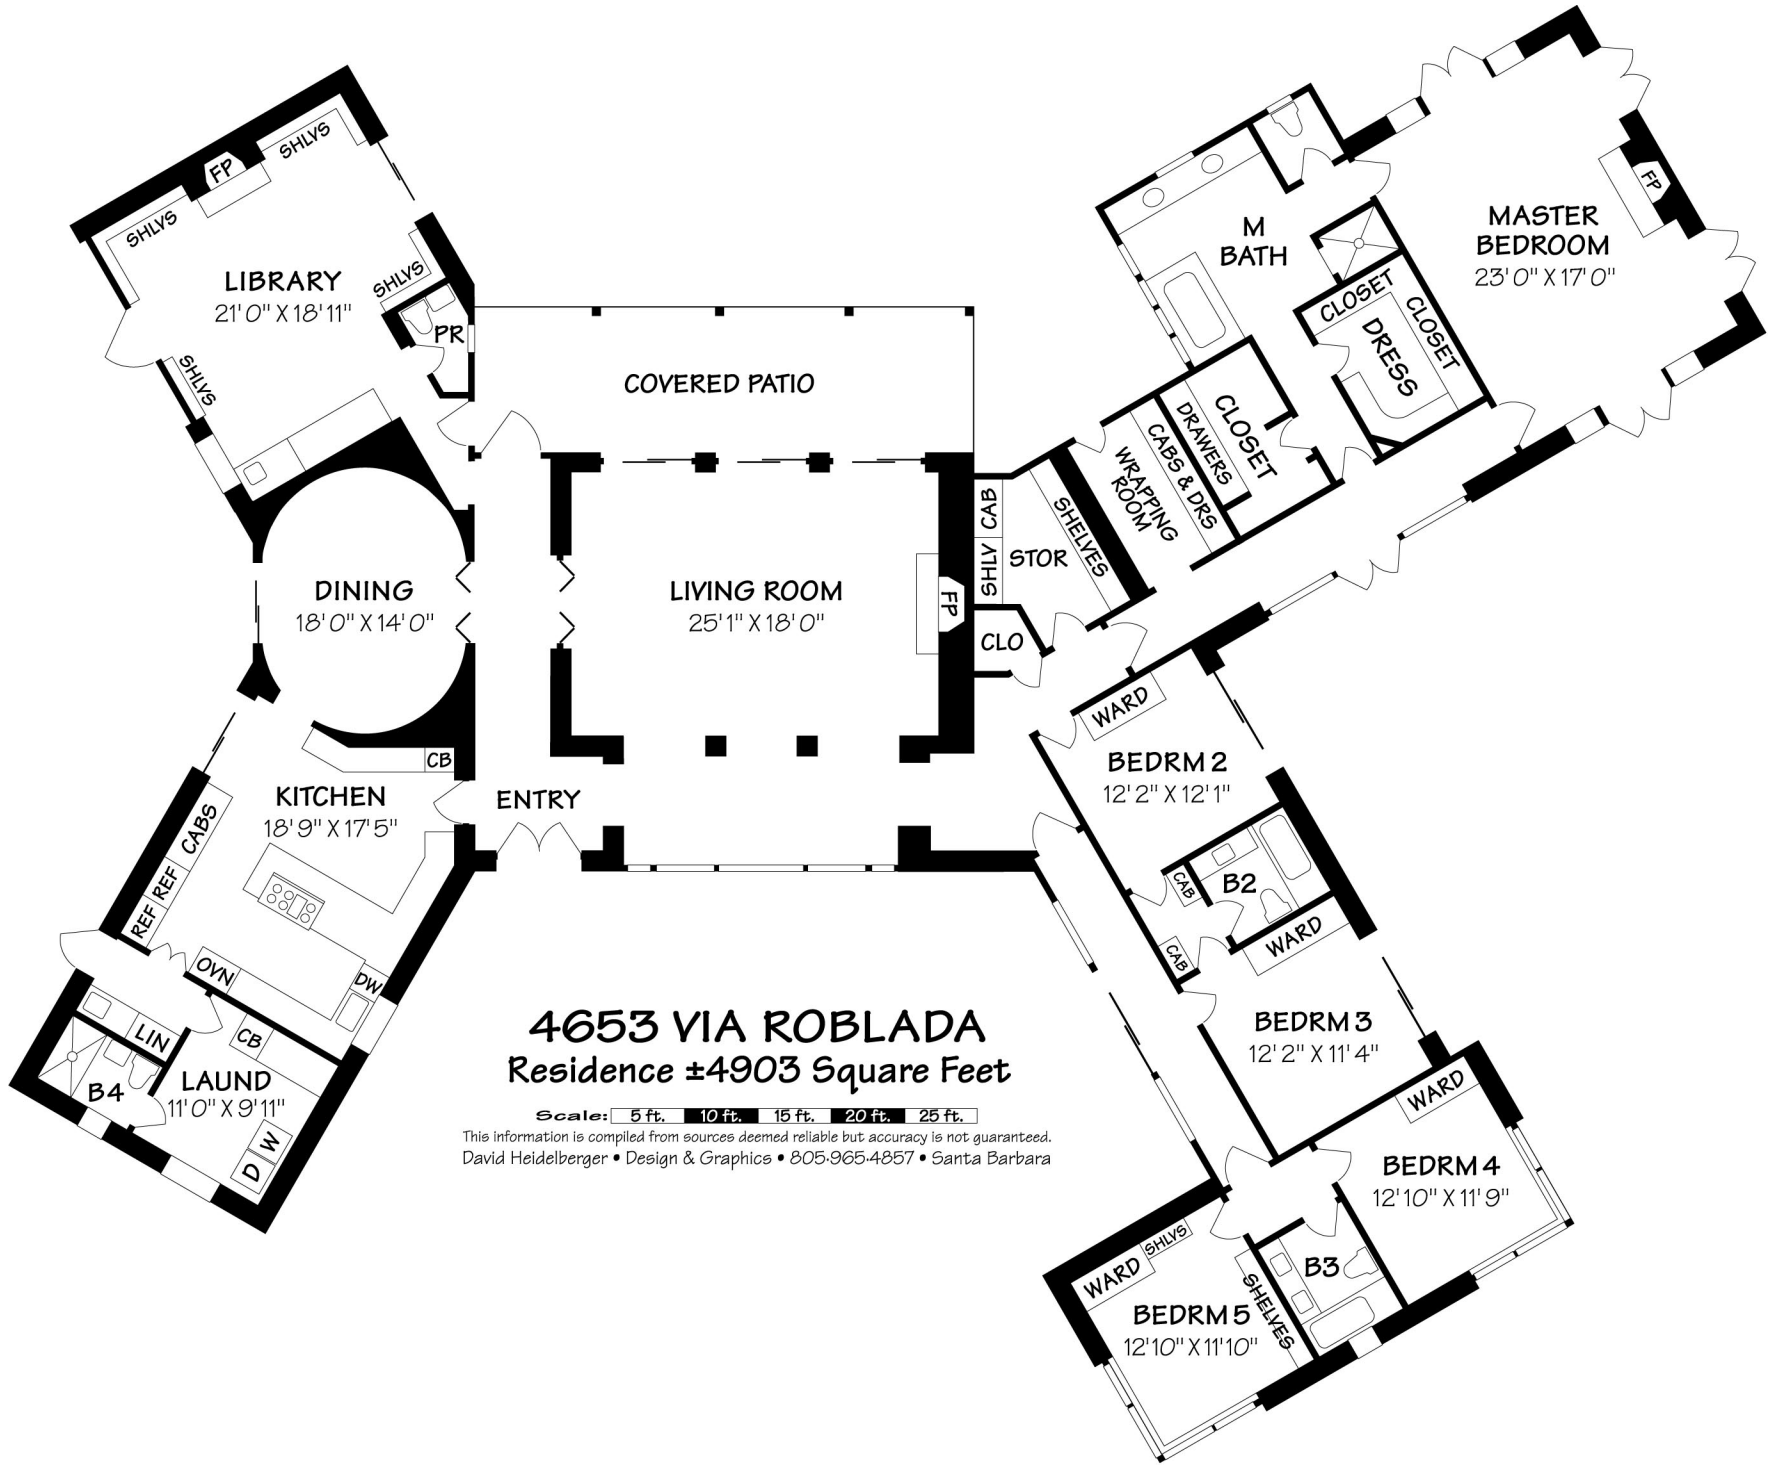 SHLVS
FP
SHLVS
LIBRARY
21'0" X 18'11"
SHLVS
PR
SHLVS
COVERED PATIO
DINING
18'0" X 14'0"
LIVING ROOM
25'1" X 18'0"
FP
CB
KITCHEN
18'9" X 17'5"
ENTRY
CABS
REF
REF
OVN
DW
LIN
CB
B4
LAUND
11'0" X 9'11"
W
D
M
BATH
MASTER
BEDROOM
23'0" X 17'0"
FP
CLOSET
CLOSET
DRESS
CLOSET
DRAWERS
CABS & DRS
WRAPPING
ROOM
CAB
SHLV
STOR
SHELVES
CLO
WARD
BEDRM 2
12'2" X 12'1"
CAB
B2
CAB
WARD
BEDRM 3
12'2" X 11'4"
WARD
BEDRM 4
12'10" X 11'9"
SHLVS
WARD
B3
BEDRM 5
12'10" X 11'10"
SHELVES
4653 VIA ROBLADA
Residence ±4903 Square Feet
Scale: 5 ft. 10 ft. 15 ft. 20 ft. 25 ft.
This information is compiled from sources deemed reliable but accuracy is not guaranteed.
David Heidelberger • Design & Graphics • 805•965•4857 • Santa Barbara